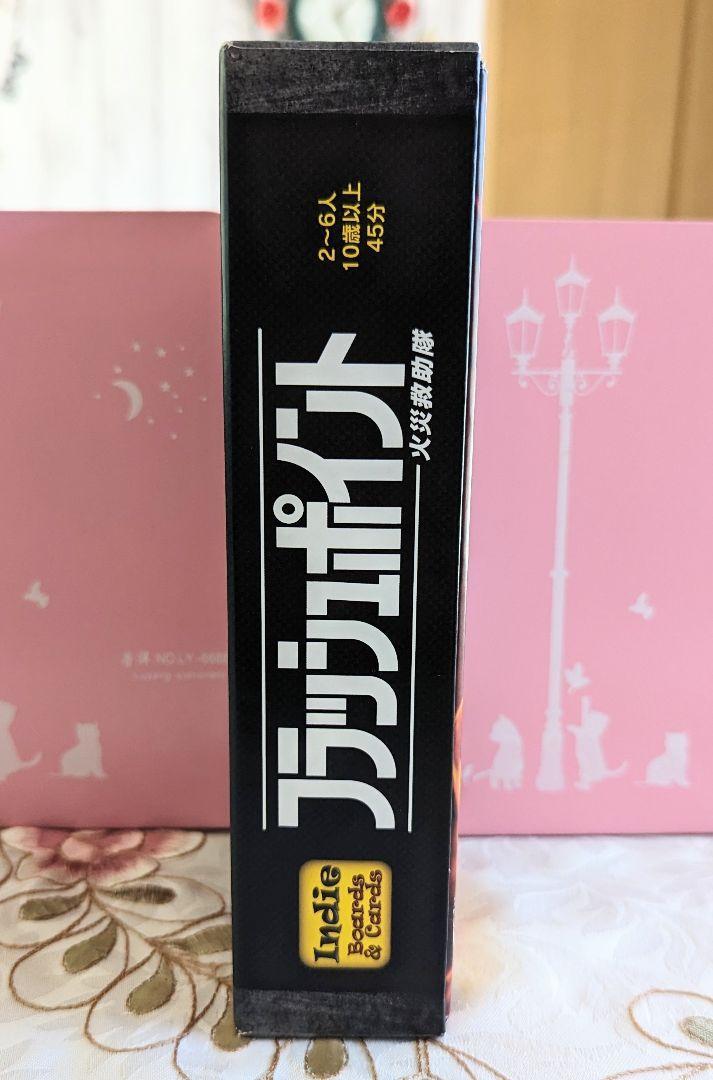 2～6人
10歳以上
45分
フラッシュポイント
火災救助隊
Indie
Boards
& Cards